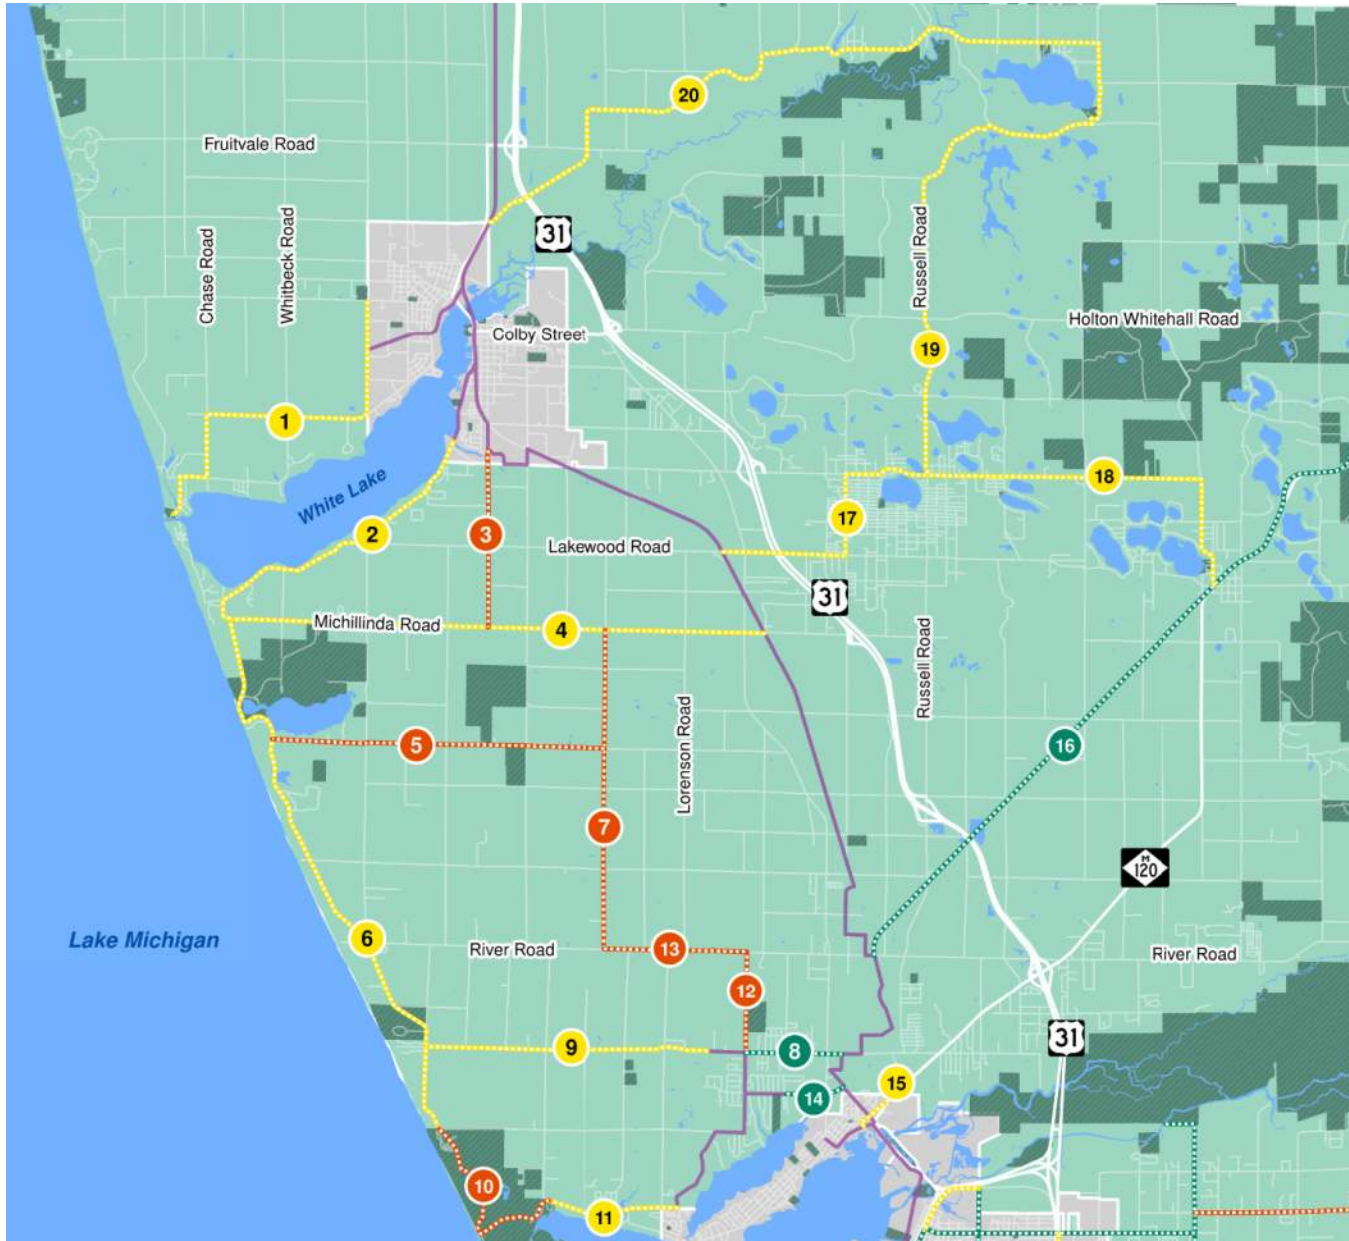 20
Fruitvale Road
31
Chase Road
Whitbeck Road
Russell Road
Holton Whitehall Road
Colby Street
19
1
18
White Lake
2
3
17
Lakewood Road
31
Michillinda Road
4
Russell Road
Lorenson Road
5
16
7
M
120
6
Lake Michigan
River Road
13
River Road
12
31
9
8
15
14
10
11
31